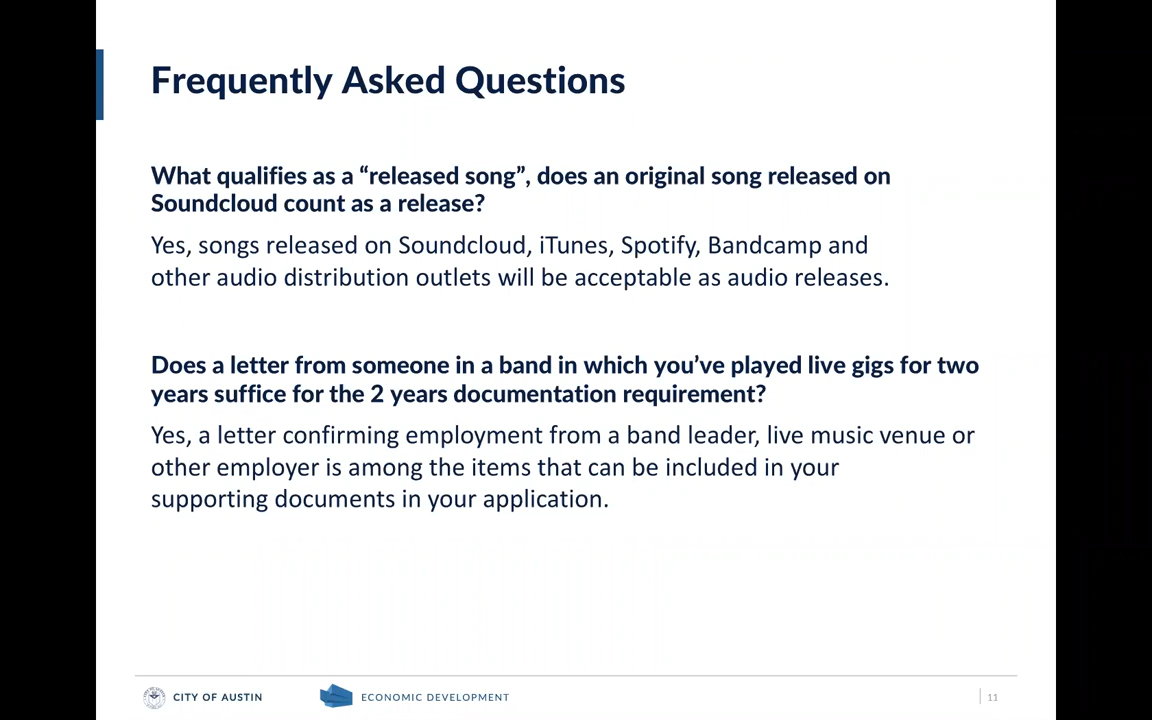 Frequently Asked Questions
What qualifies as a “released song”, does an original song released on
Soundcloud count as a release?
Yes, songs released on Soundcloud, iTunes, Spotify, Bandcamp and
other audio distribution outlets will be acceptable as audio releases.
Does a letter from someone in a band in which you’ve played live gigs for two
years suffice for the 2 years documentation requirement?
Yes, a letter confirming employment from a band leader, live music venue or
other employer is among the items that can be included in your
supporting documents in your application.
CITY OF AUSTIN
ECONOMIC DEVELOPMENT
11